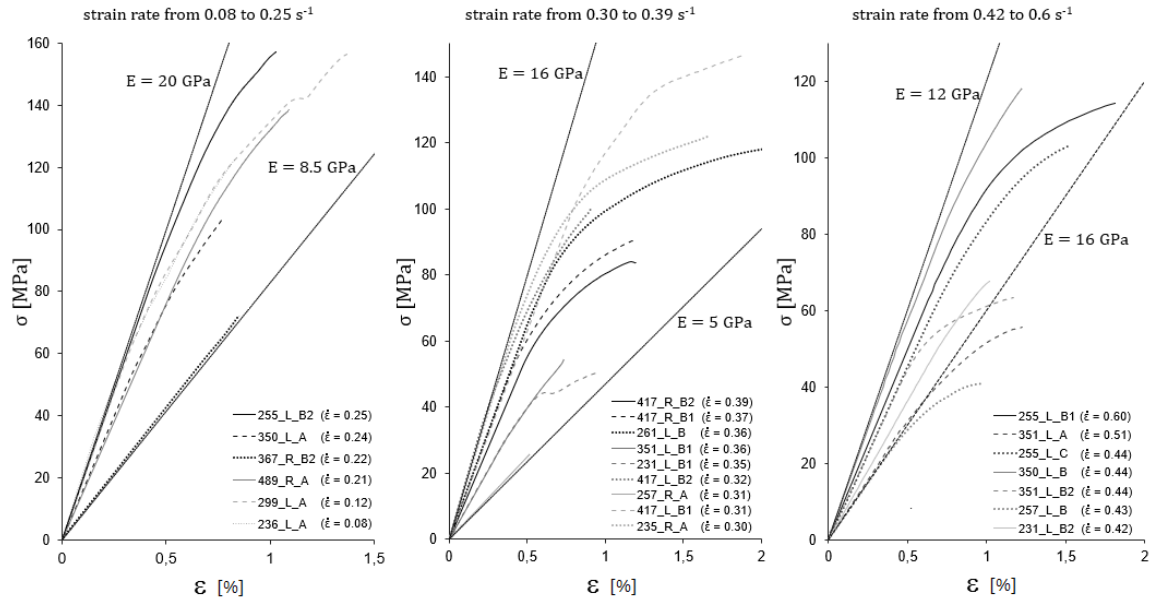 strain rate from 0.08 to 0.25 s⁻¹
160
140
120
100
80
60
40
20
0
σ [MPa]
E = 20 GPa
E = 8.5 GPa
255_L_B2 (ε̇ = 0.25)
350_L_A (ε̇ = 0.24)
367_R_B2 (ε̇ = 0.22)
489_R_A (ε̇ = 0.21)
299_L_A (ε̇ = 0.12)
236_L_A (ε̇ = 0.08)
0 0,5 1 1,5
ε [%]
strain rate from 0.30 to 0.39 s⁻¹
140
120
100
80
60
40
20
0
σ [MPa]
E = 16 GPa
E = 5 GPa
417_R_B2 (ε̇ = 0.39)
417_R_B1 (ε̇ = 0.37)
261_L_B (ε̇ = 0.36)
351_L_B1 (ε̇ = 0.36)
231_L_B1 (ε̇ = 0.35)
417_L_B2 (ε̇ = 0.32)
257_R_A (ε̇ = 0.31)
417_L_B1 (ε̇ = 0.31)
235_R_A (ε̇ = 0.30)
0 0,5 1 1,5 2
ε [%]
strain rate from 0.42 to 0.6 s⁻¹
120
100
80
60
40
20
0
σ [MPa]
E = 12 GPa
E = 16 GPa
255_L_B1 (ε̇ = 0.60)
351_L_A (ε̇ = 0.51)
255_L_C (ε̇ = 0.44)
350_L_B (ε̇ = 0.44)
351_L_B2 (ε̇ = 0.44)
257_L_B (ε̇ = 0.43)
231_L_B2 (ε̇ = 0.42)
0 0,5 1 1,5 2
ε [%]